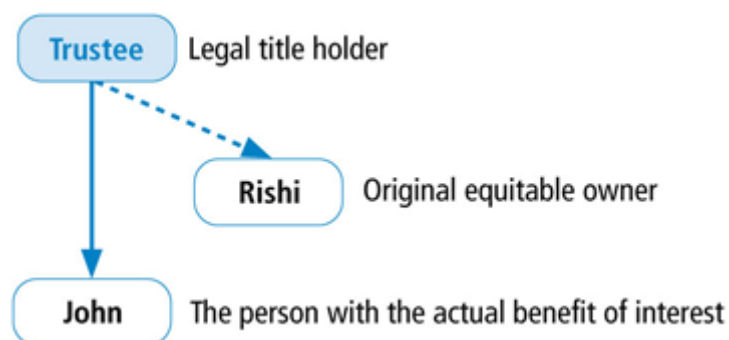 Trustee Legal title holder
Rishi Original equitable owner
John The person with the actual benefit of interest